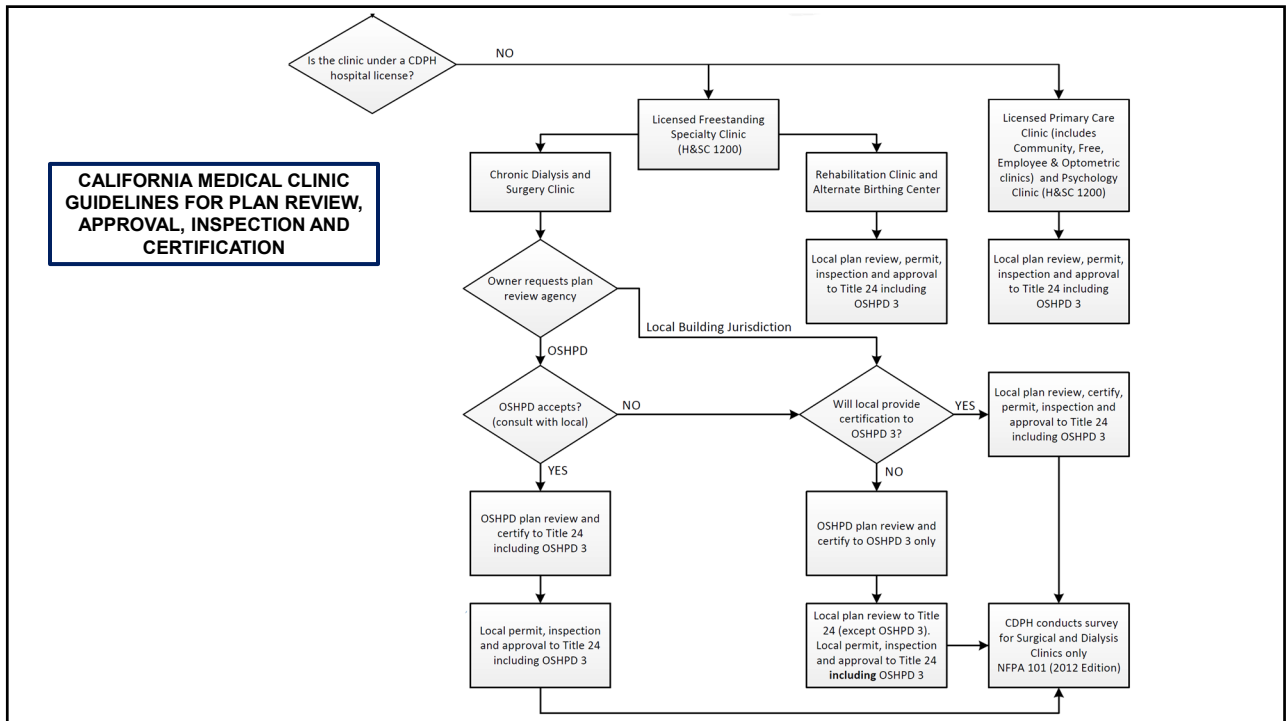 Is the clinic under a CDPH
hospital license?
NO
Licensed Freestanding
Specialty Clinic
(H&SC 1200)
Licensed Primary Care
Clinic (includes
Community, Free,
Employee & Optometric
clinics) and Psychology
Clinic (H&SC 1200)
CALIFORNIA MEDICAL CLINIC
GUIDELINES FOR PLAN REVIEW,
APPROVAL, INSPECTION AND
CERTIFICATION
Chronic Dialysis and
Surgery Clinic
Rehabilitation Clinic and
Alternate Birthing Center
Owner requests plan
review agency
Local plan review, permit,
inspection and approval
to Title 24 including
OSHPD 3
Local plan review, permit,
inspection and approval
to Title 24 including
OSHPD 3
Local Building Jurisdiction
OSHPD
OSHPD accepts?
(consult with local)
NO
Will local provide
certification to
OSHPD 3?
YES
Local plan review, certify,
permit, inspection and
approval to Title 24
including OSHPD 3
YES
NO
OSHPD plan review and
certify to Title 24
including OSHPD 3
OSHPD plan review and
certify to OSHPD 3 only
Local permit, inspection
and approval to Title 24
including OSHPD 3
Local plan review to Title
24 (except OSHPD 3).
Local permit, inspection
and approval to Title 24
including OSHPD 3
CDPH conducts survey
for Surgical and Dialysis
Clinics only
NFPA 101 (2012 Edition)